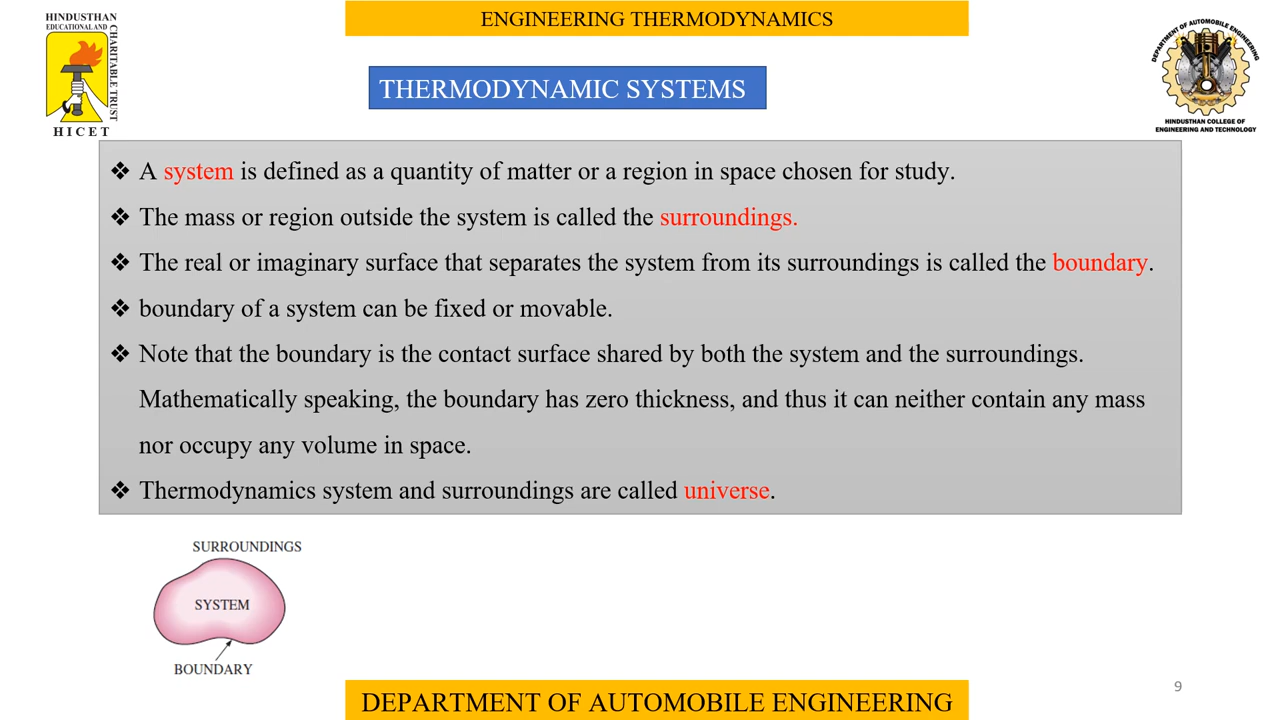 HINDUSTHAN
EDUCATIONAL AND
CHARITABLE TRUST
HICET
ENGINEERING THERMODYNAMICS
DEPARTMENT OF AUTOMOBILE ENGINEERING
HINDUSTHAN COLLEGE OF
ENGINEERING AND TECHNOLOGY
THERMODYNAMIC SYSTEMS
❖ A system is defined as a quantity of matter or a region in space chosen for study.
❖ The mass or region outside the system is called the surroundings.
❖ The real or imaginary surface that separates the system from its surroundings is called the boundary.
❖ boundary of a system can be fixed or movable.
❖ Note that the boundary is the contact surface shared by both the system and the surroundings.
Mathematically speaking, the boundary has zero thickness, and thus it can neither contain any mass
nor occupy any volume in space.
❖ Thermodynamics system and surroundings are called universe.
SURROUNDINGS
SYSTEM
BOUNDARY
DEPARTMENT OF AUTOMOBILE ENGINEERING
9